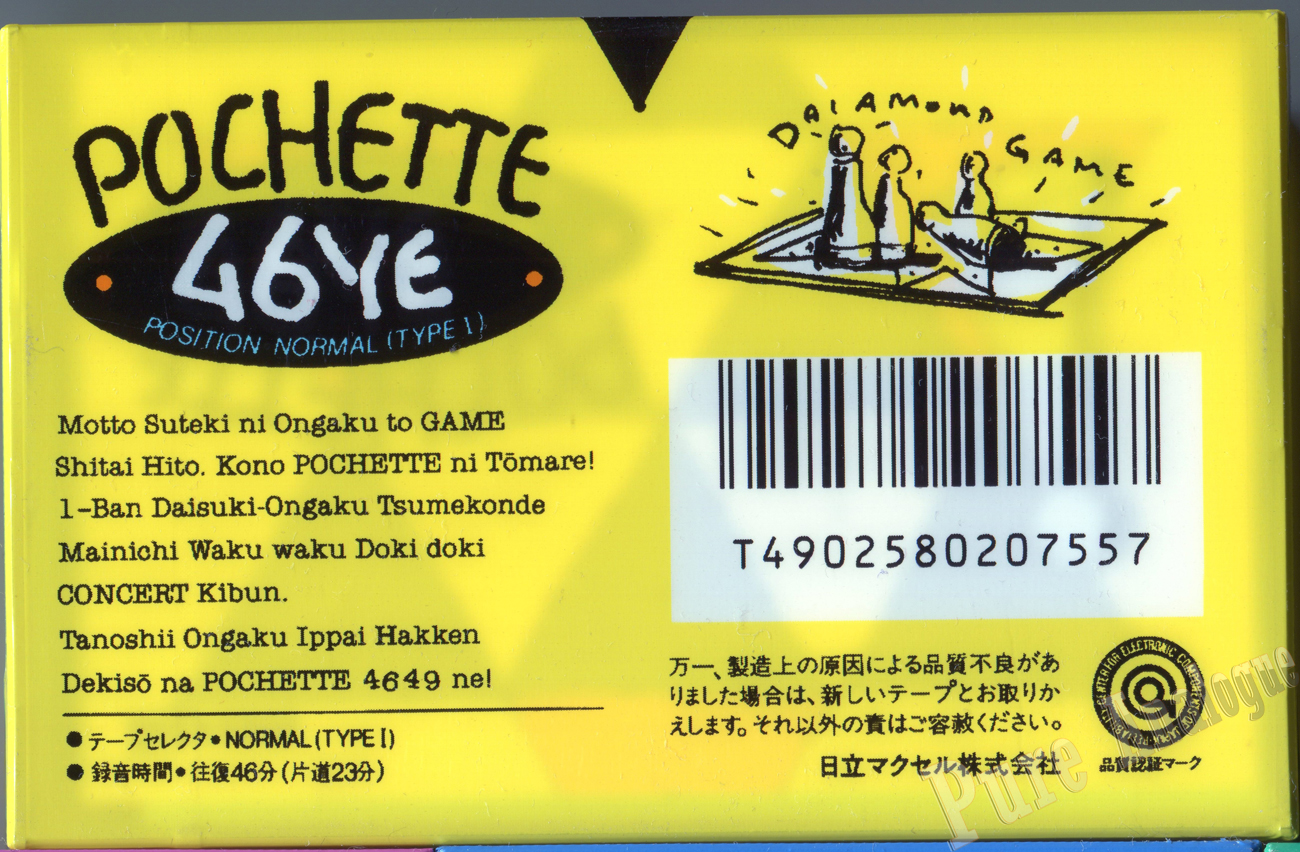 POCHETTE
46YE
POSITION NORMAL (TYPE I)
Motto Suteki ni Ongaku to GAME
Shitai Hito. Kono POCHETTE ni Tōmare!
1-Ban Daisuki-Ongaku Tsumekonde
Mainichi Waku waku Doki doki
CONCERT Kibun.
Tanoshii Ongaku Ippai Hakken
Dekisō na POCHETTE 4649 ne!
●テープセレクタ●NORMAL(TYPE I)
●録音時間●往復46分(片道23分)
DAIAMOND GAME
T4902580207557
万一、製造上の原因による品質不良があ
りました場合は、新しいテープとお取りか
えします。それ以外の責はご容赦ください。
日立マクセル株式会社
RELIABILITY CENTER FOR ELECTRONIC COMPONENTS OF JAPAN
品質認証マーク
Pure Analogue